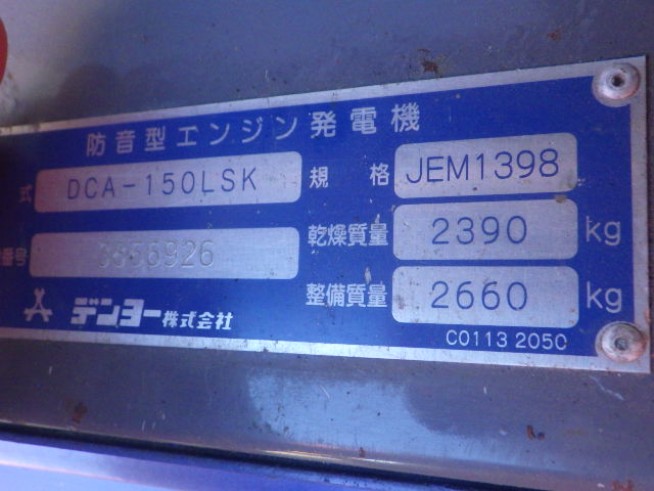 防音型エンジン発電機
式 DCA-150LSK 規格 JEM1398
番号 乾燥質量 2390 kg
整備質量 2660 kg
デンヨー株式会社
C0113 2050